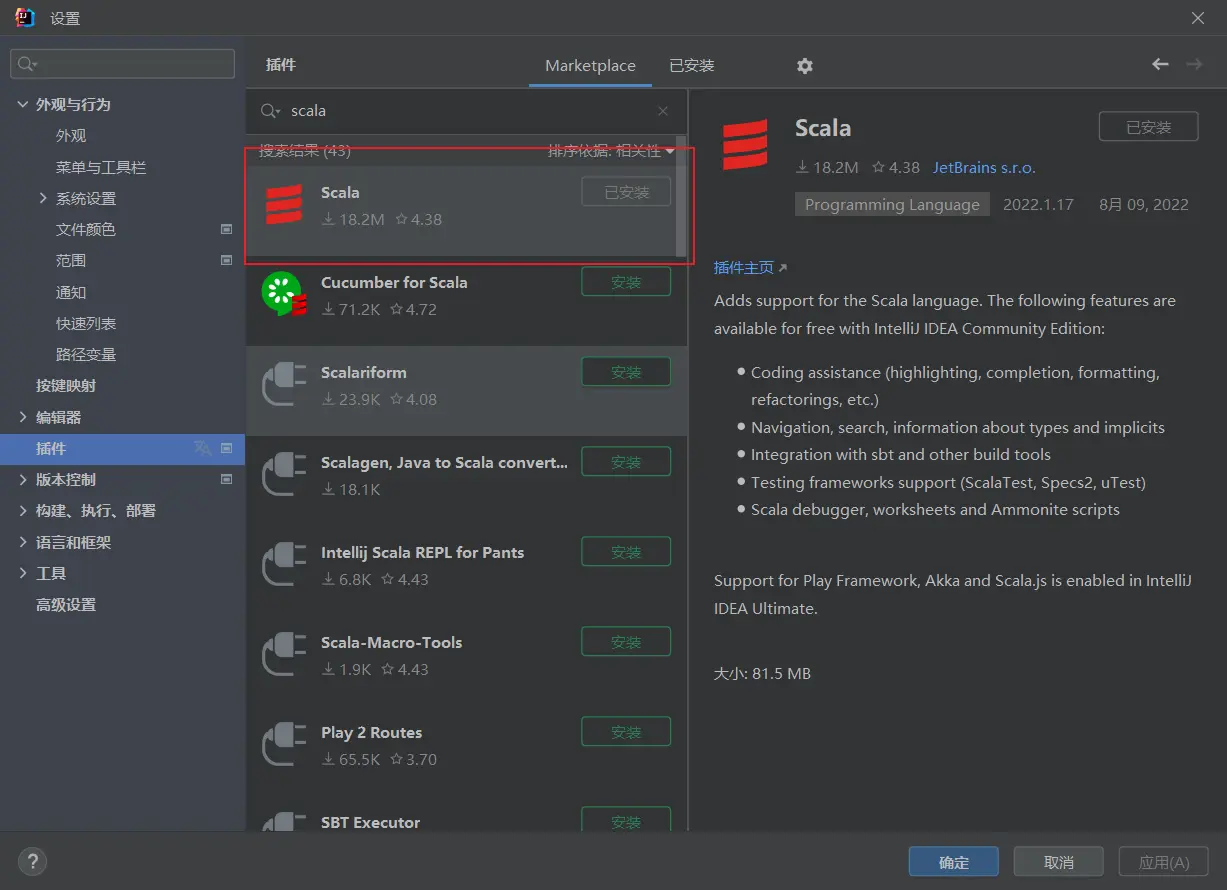 设置
插件
Marketplace
已安装
外观与行为
外观
菜单与工具栏
系统设置
文件颜色
范围
通知
快速列表
路径变量
按键映射
编辑器
插件
版本控制
构建、执行、部署
语言和框架
工具
高级设置
scala
搜索结果 (43)
排序依据: 相关性
Scala
18.2M 4.38
已安装
Cucumber for Scala
71.2K 4.72
安装
Scalariform
23.9K 4.08
安装
Scalagen, Java to Scala convert...
18.1K
安装
Intellij Scala REPL for Pants
6.8K 4.43
安装
Scala-Macro-Tools
1.9K 4.43
安装
Play 2 Routes
65.5K 3.70
安装
SBT Executor
安装
Scala
已安装
18.2M 4.38 JetBrains s.r.o.
Programming Language 2022.1.17 8月 09, 2022
插件主页
Adds support for the Scala language. The following features are
available for free with IntelliJ IDEA Community Edition:
Coding assistance (highlighting, completion, formatting,
refactorings, etc.)
Navigation, search, information about types and implicits
Integration with sbt and other build tools
Testing frameworks support (ScalaTest, Specs2, uTest)
Scala debugger, worksheets and Ammonite scripts
Support for Play Framework, Akka and Scala.js is enabled in IntelliJ
IDEA Ultimate.
大小: 81.5 MB
?
确定
取消
应用(A)